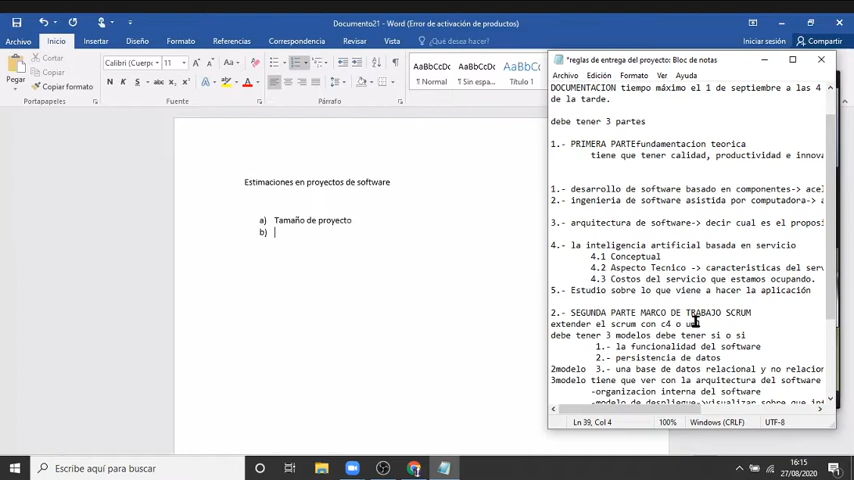 Documento21 - Word (Error de activación de productos)
Archivo Inicio Insertar Diseño Formato Referencias Correspondencia Revisar Vista ¿Qué desea hacer? Iniciar sesión Compartir
Pegar
Cortar
Copiar
Copiar formato
Portapapeles
Calibri (Cuerpo) 11
N K S
Fuente
Párrafo
AaBbCcDc AaBbCcDc AaBbCc
¶ Normal ¶ Sin espa... Título 1
Estimaciones en proyectos de software
a) Tamaño de proyecto
b)
*reglas de entrega del proyecto: Bloc de notas
Archivo Edición Formato Ver Ayuda
DOCUMENTACION tiempo máximo el 1 de septiembre a las 4
de la tarde.
debe tener 3 partes
1.- PRIMERA PARTEfundamentacion teorica
tiene que tener calidad, productividad e innova
1.- desarrollo de software basado en componentes-> acel
2.- ingenieria de software asistida por computadora-> a
3.- arquitectura de software-> decir cual es el proposi
4.- la inteligencia artificial basada en servicio
4.1 Conceptual
4.2 Aspecto Tecnico -> caracteristicas del serv
4.3 Costos del servicio que estamos ocupando.
5.- Estudio sobre lo que viene a hacer la aplicación
2.- SEGUNDA PARTE MARCO DE TRABAJO SCRUM
extender el scrum con c4 o
debe tener 3 modelos debe tener si o si
1.- la funcionalidad del software
2.- persistencia de datos
2modelo 3.- una base de datos relacional y no relacion
3modelo tiene que ver con la arquitectura del software
-organizacion interna del software
-modelo de despliegue->visualizar sobre que
Ln 39, Col 4 100% Windows (CRLF) UTF-8
Escribe aquí para buscar
16:15
27/08/2020